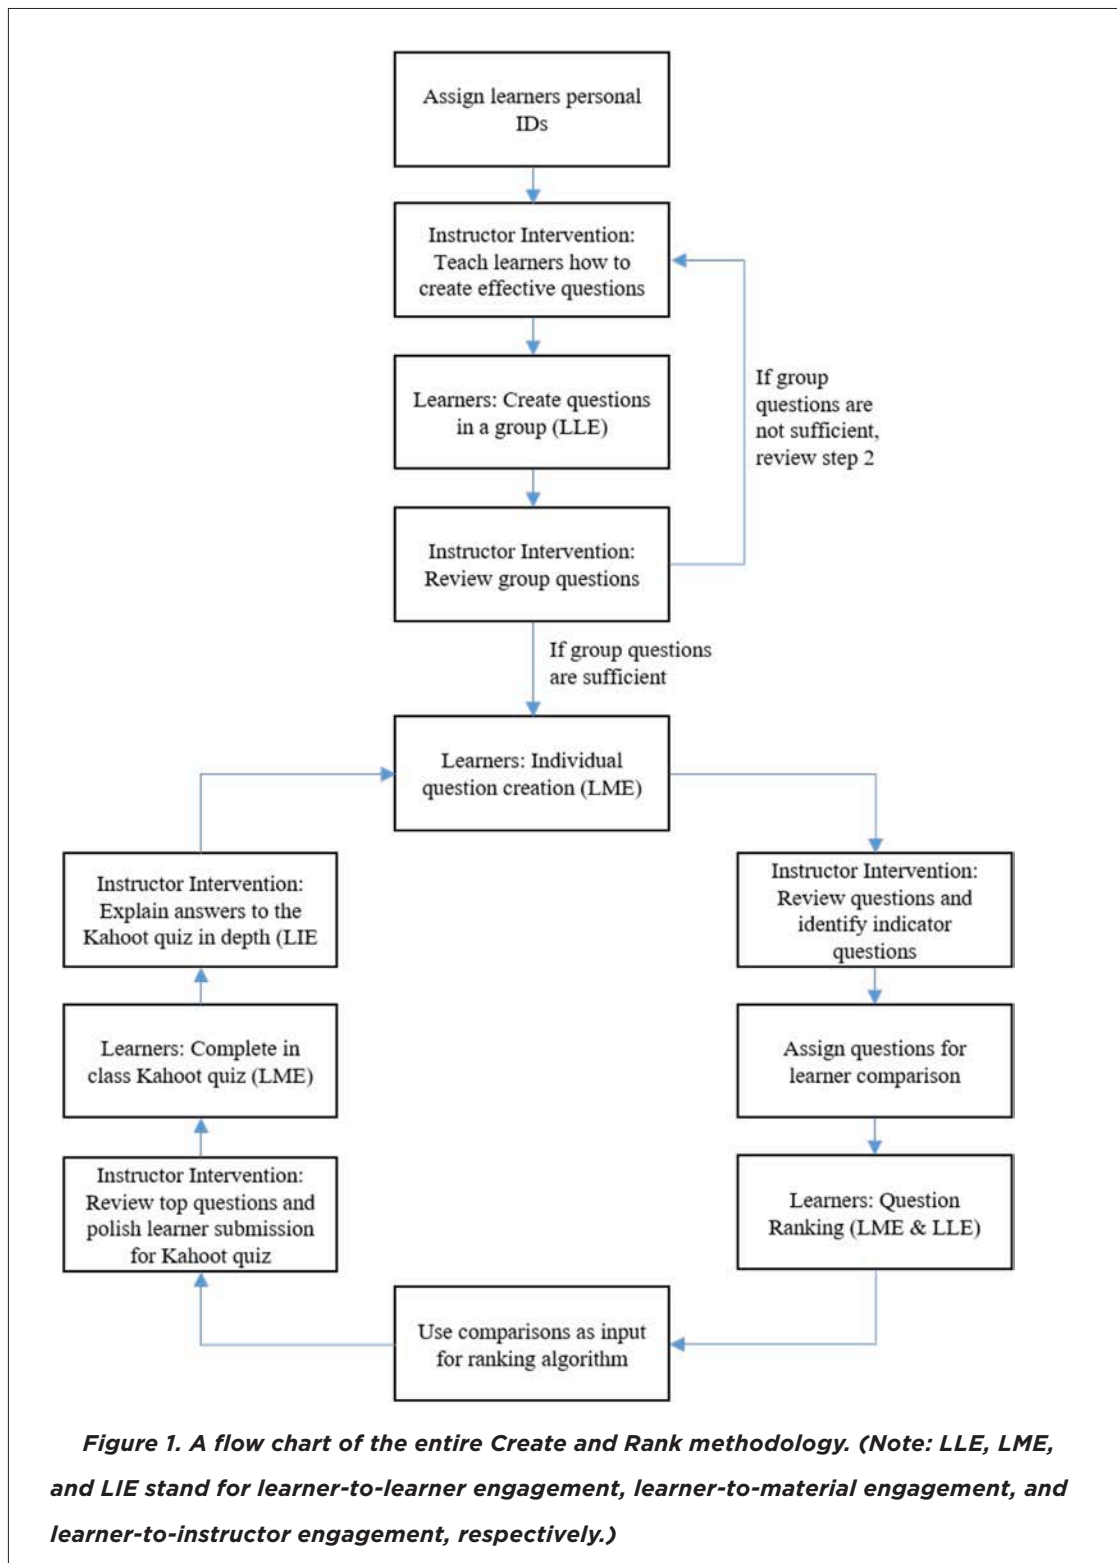 Assign learners personal
IDs
Instructor Intervention:
Teach learners how to
create effective questions
Learners: Create questions
in a group (LLE)
If group
questions are
not sufficient,
review step 2
Instructor Intervention:
Review group questions
If group questions
are sufficient
Learners: Individual
question creation (LME)
Instructor Intervention:
Review questions and
identify indicator
questions
Assign questions for
learner comparison
Learners: Question
Ranking (LME & LLE)
Use comparisons as input
for ranking algorithm
Instructor Intervention:
Review top questions and
polish learner submission
for Kahoot quiz
Learners: Complete in
class Kahoot quiz (LME)
Instructor Intervention:
Explain answers to the
Kahoot quiz in depth (LIE
Figure 1. A flow chart of the entire Create and Rank methodology. (Note: LLE, LME,
and LIE stand for learner-to-learner engagement, learner-to-material engagement, and
learner-to-instructor engagement, respectively.)